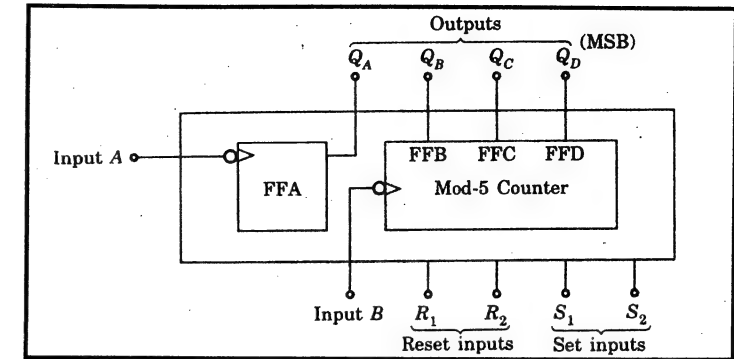 Outputs
(MSB)
Q_A Q_B Q_C Q_D
Input A
FFA
FFB FFC FFD
Mod-5 Counter
Input B R_1 R_2 S_1 S_2
Reset inputs Set inputs